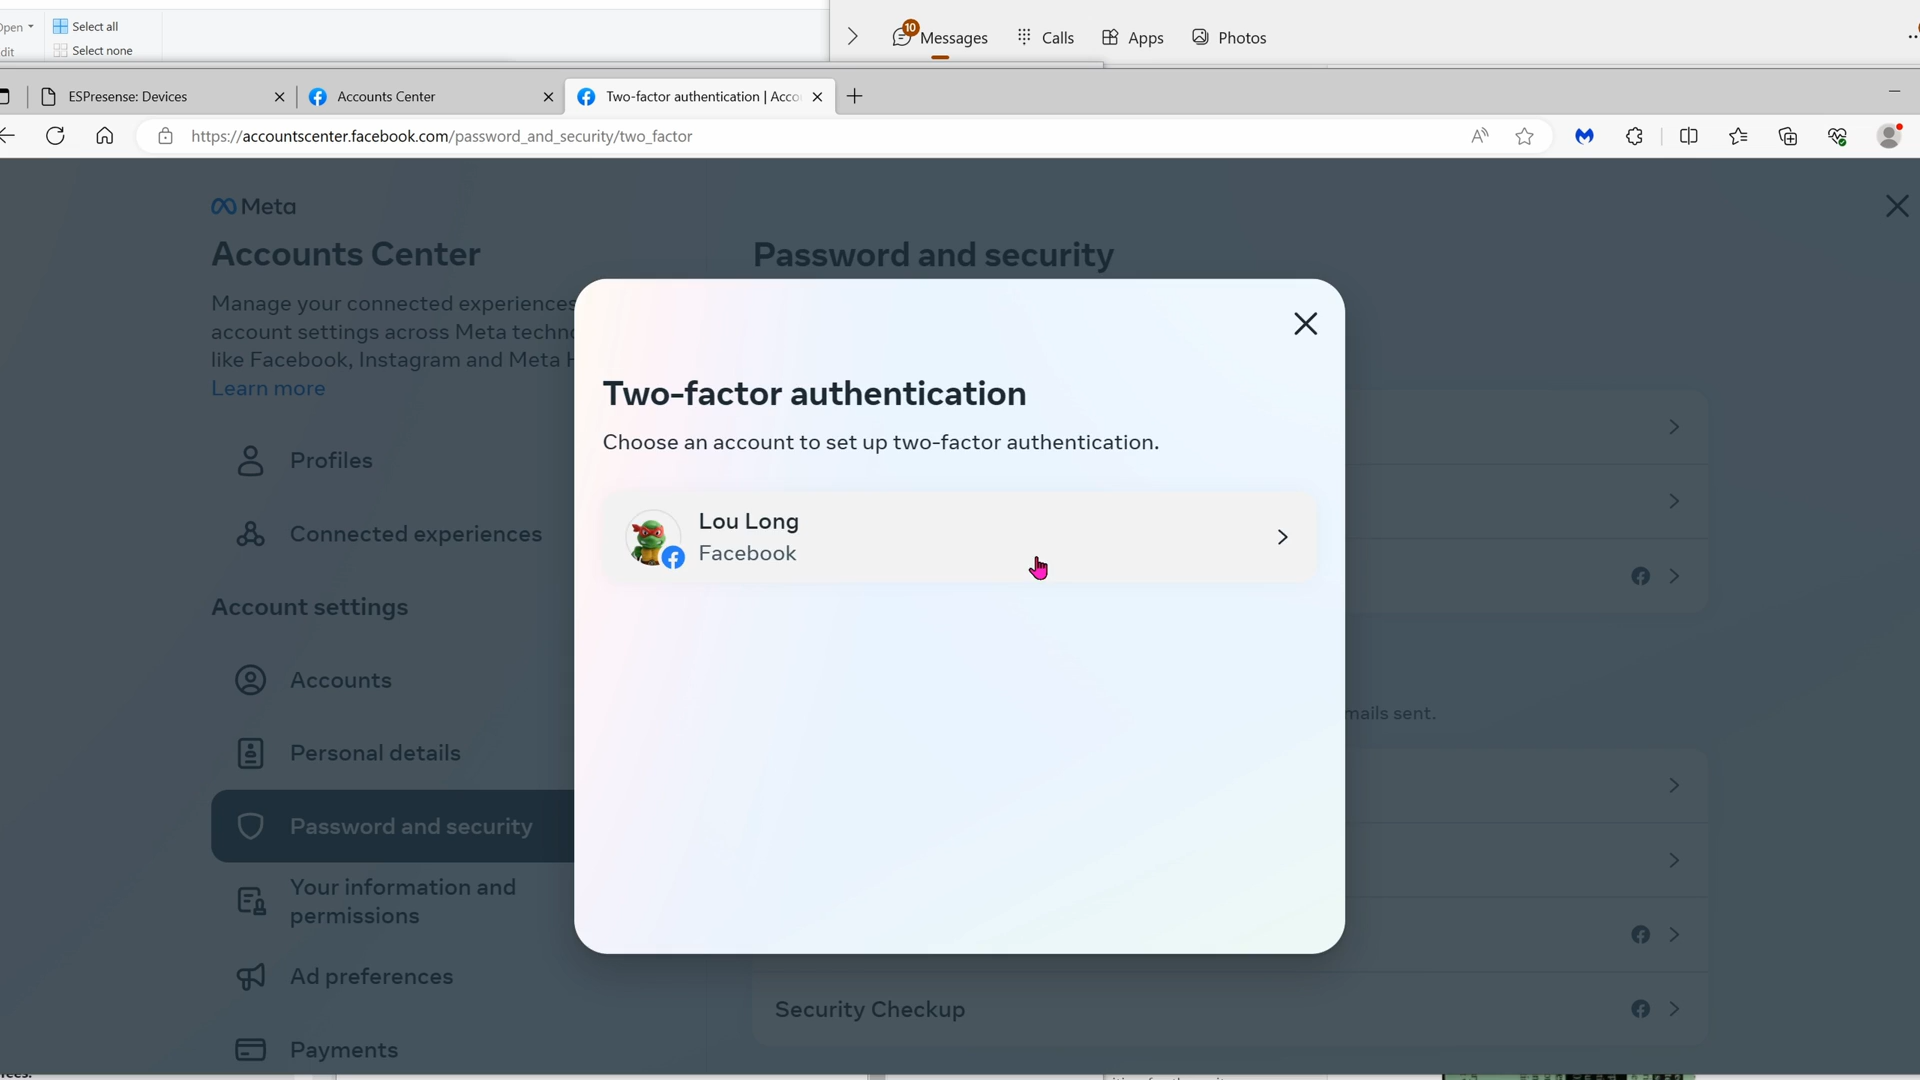 Open
Select all
dit
Select none
10
Messages
Calls
Apps
Photos
ESPresense: Devices
Accounts Center
Two-factor authentication | Acco
https://accountscenter.facebook.com/password_and_security/two_factor
Meta
Accounts Center
Manage your connected experiences
account settings across Meta techno
like Facebook, Instagram and Meta H
Learn more
Profiles
Connected experiences
Account settings
Accounts
Personal details
Password and security
Your information and
permissions
Ad preferences
Payments
Password and security
Two-factor authentication
Choose an account to set up two-factor authentication.
Lou Long
Facebook
mails sent.
Security Checkup